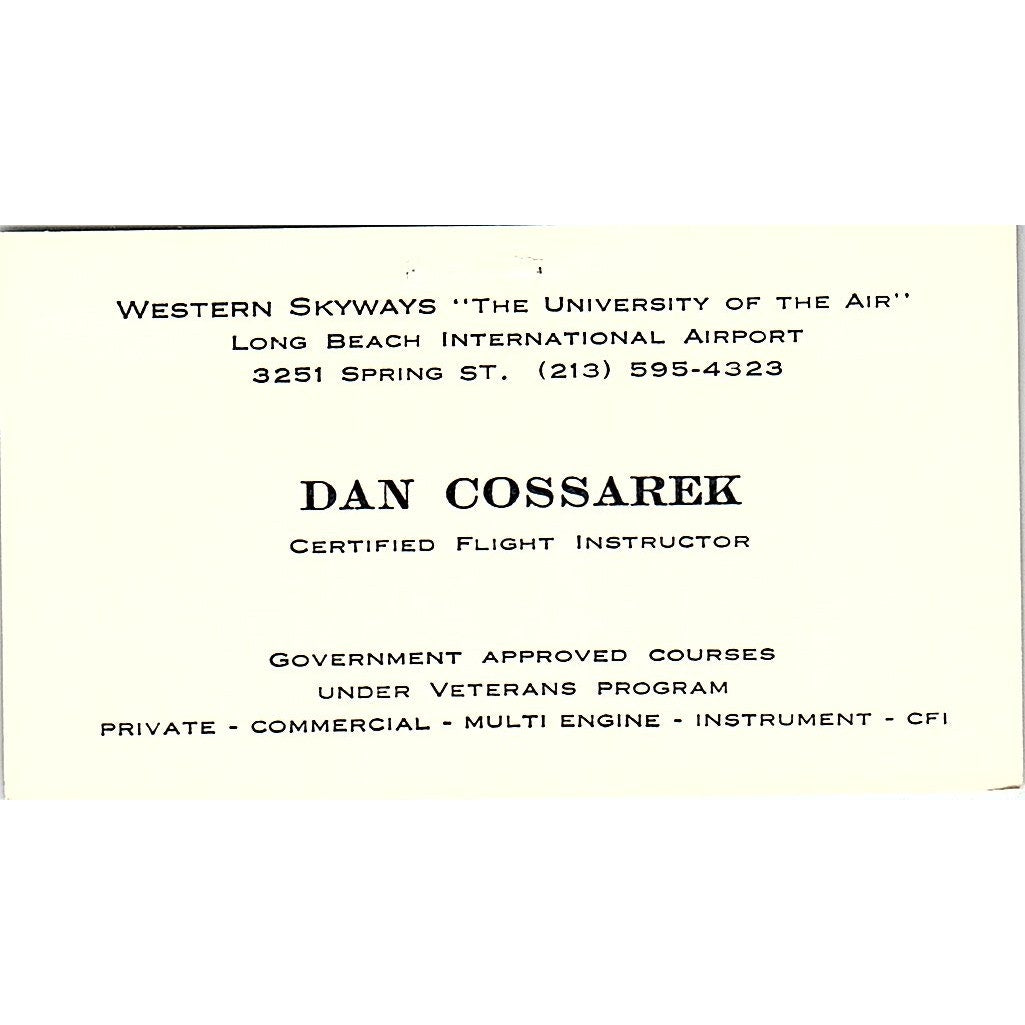 Western Skyways "The University of the Air"
Long Beach International Airport
3251 Spring St. (213) 595-4323
DAN COSSAREK
Certified Flight Instructor
Government approved courses
under Veterans program
private - commercial - multi engine - instrument - CFI